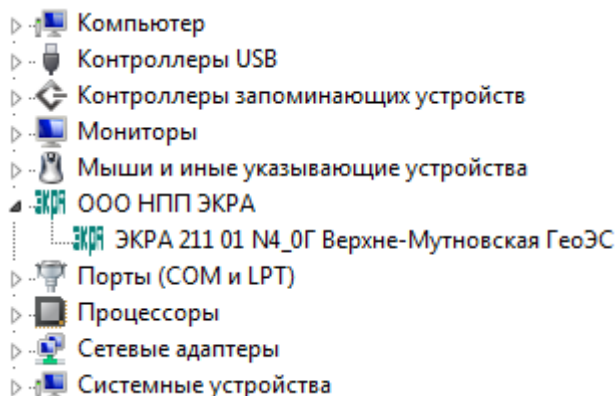 Компьютер
Контроллеры USB
Контроллеры запоминающих устройств
Мониторы
Мыши и иные указывающие устройства
ЭКРА ООО НПП ЭКРА
ЭКРА ЭКРА 211 01 N4_0Г Верхне-Мутновская ГеоЭС
Порты (COM и LPT)
Процессоры
Сетевые адаптеры
Системные устройства